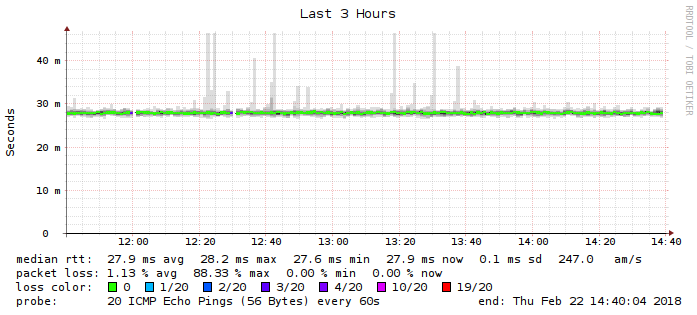 Last 3 Hours
RRDTOOL / TOBI OETIKER
Seconds
40 m
30 m
20 m
10 m
0
12:00 12:20 12:40 13:00 13:20 13:40 14:00 14:20 14:40
median rtt: 27.9 ms avg 28.2 ms max 27.6 ms min 27.9 ms now 0.1 ms sd 247.0 am/s
packet loss: 1.13 % avg 88.33 % max 0.00 % min 0.00 % now
loss color: 0 1/20 2/20 3/20 4/20 10/20 19/20
probe: 20 ICMP Echo Pings (56 Bytes) every 60s end: Thu Feb 22 14:40:04 2018